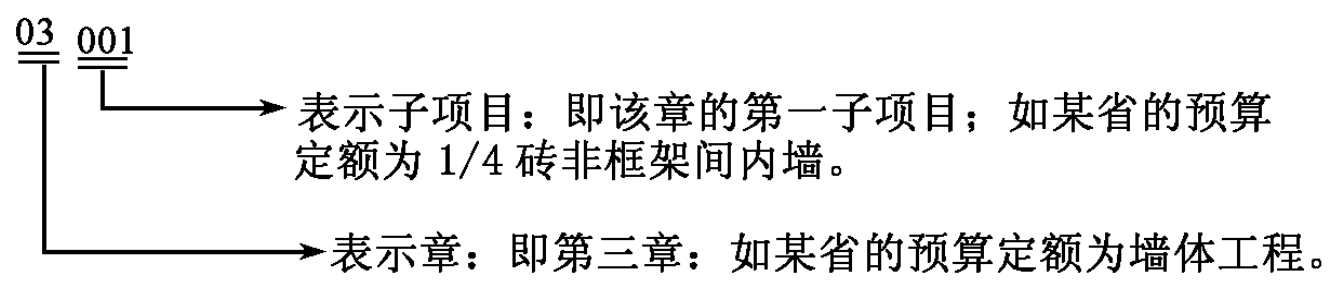 03 001
表示子项目：即该章的第一子项目；如某省的预算
定额为 1/4 砖非框架间内墙。
表示章：即第三章：如某省的预算定额为墙体工程。